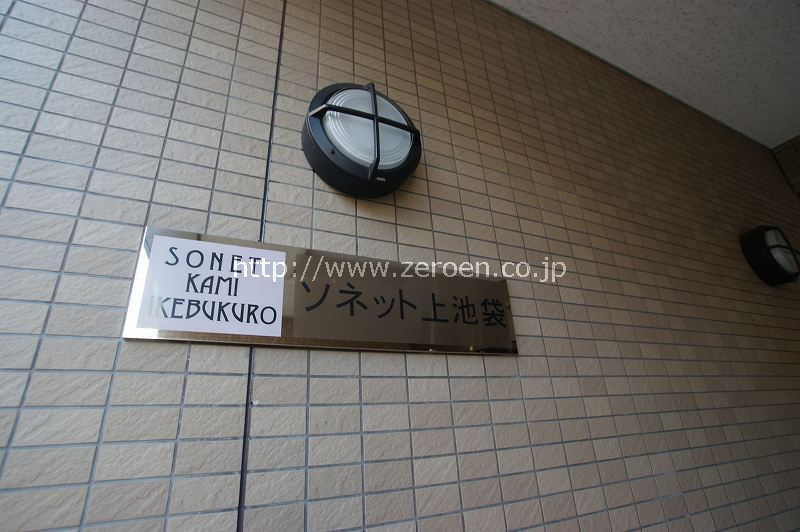 SONET
KAMI
IKEBUKURO
ソネット上池袋
http://www.zeroen.co.jp